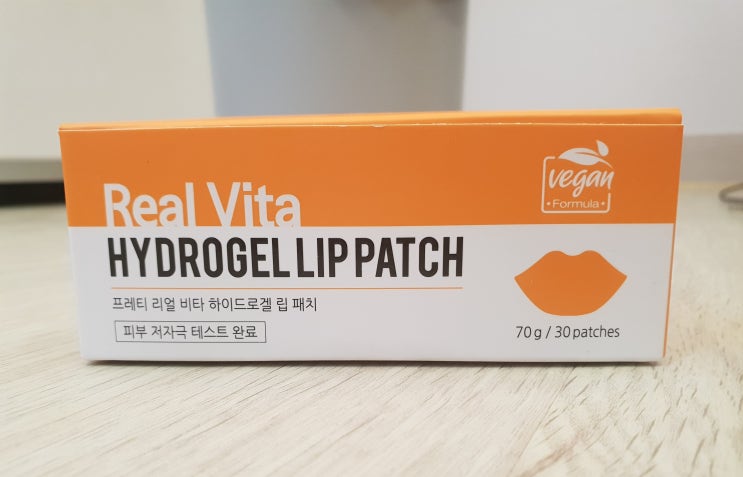 Real Vita
vegan
Formula
HYDROGEL LIP PATCH
프레티 리얼 비타 하이드로겔 립 패치
피부 저자극 테스트 완료
70g / 30 patches